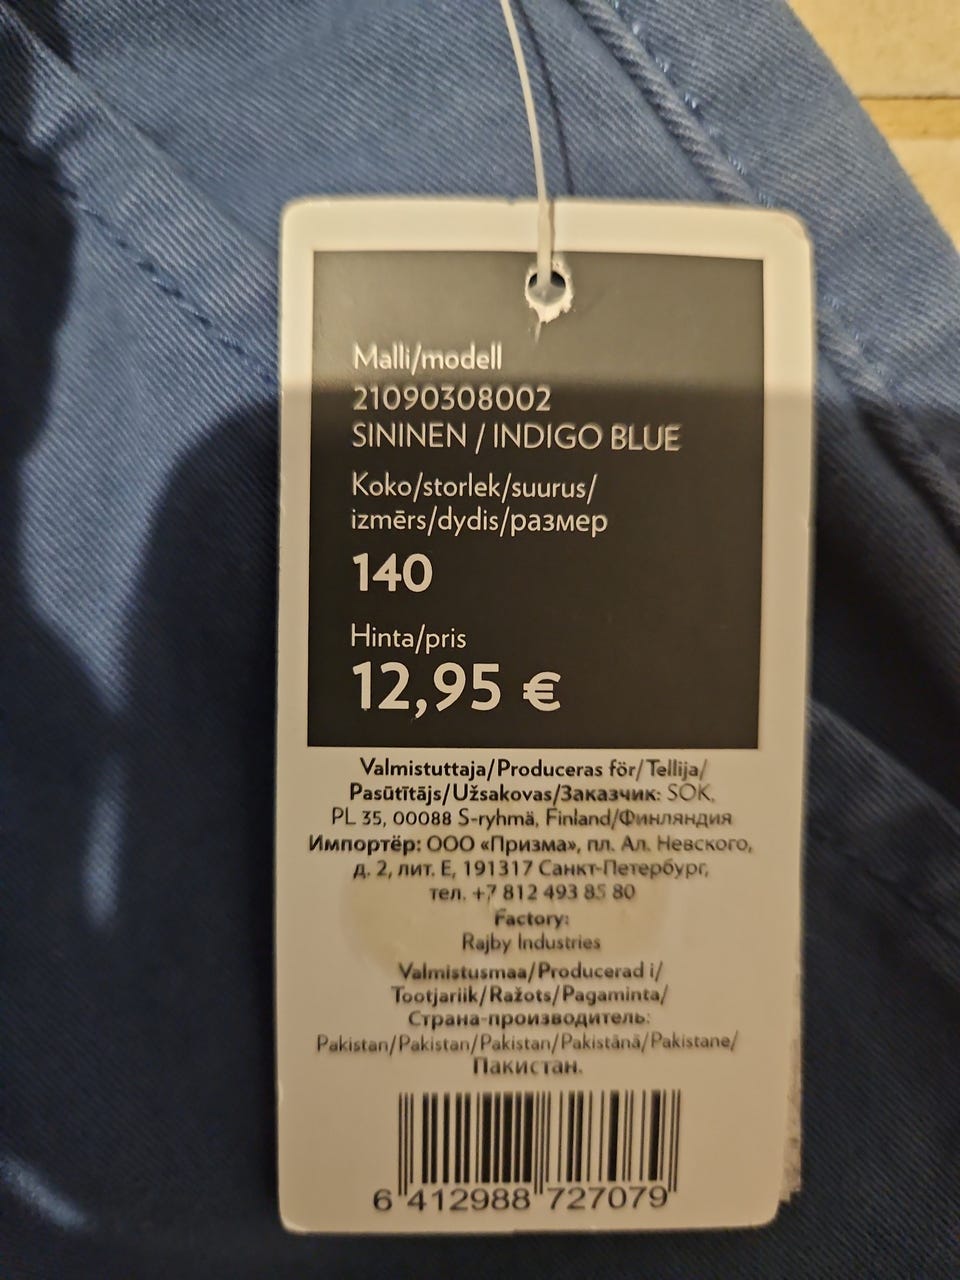 Malli/modell
21090308002
SININEN / INDIGO BLUE
Koko/storlek/suurus/
izmērs/dydis/размер
140
Hinta/pris
12,95 €
Valmistuttaja/Produceras för/Tellija/
Pasūtītājs/Užsakovas/Заказчик: SOK,
PL 35, 00088 S-ryhmä, Finland/Финляндия
Импортёр: ООО «Призма», пл. Ал. Невского,
д. 2, лит. Е, 191317 Санкт-Петербург,
тел. +7 812 493 85 80
Factory:
Rajby Industries
Valmistusmaa/Producerad i/
Tootjariik/Ražots/Pagaminta/
Страна-производитель:
Pakistan/Pakistan/Pakistan/Pakistānā/Pakistane/
Пакистан.
6 412988 727079